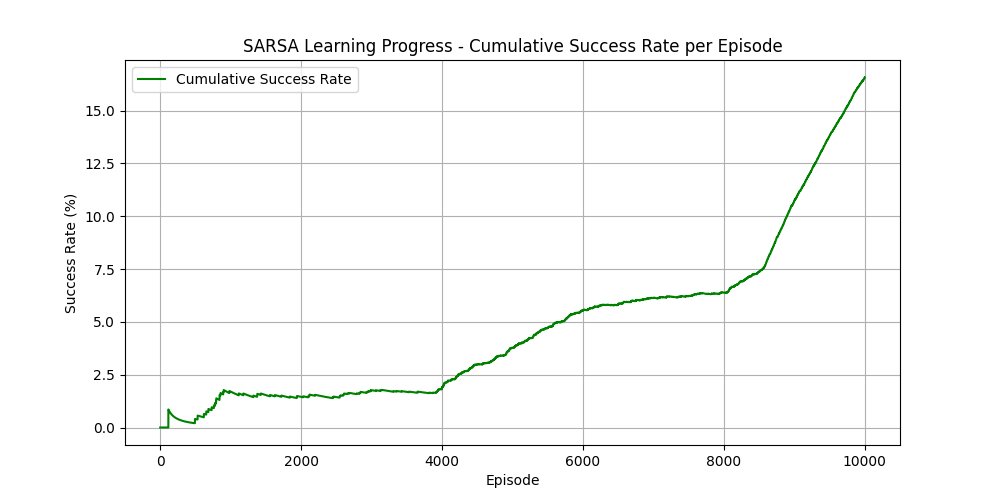 SARSA Learning Progress - Cumulative Success Rate per Episode
Cumulative Success Rate
Success Rate (%)
15.0
12.5
10.0
7.5
5.0
2.5
0.0
0 2000 4000 6000 8000 10000
Episode